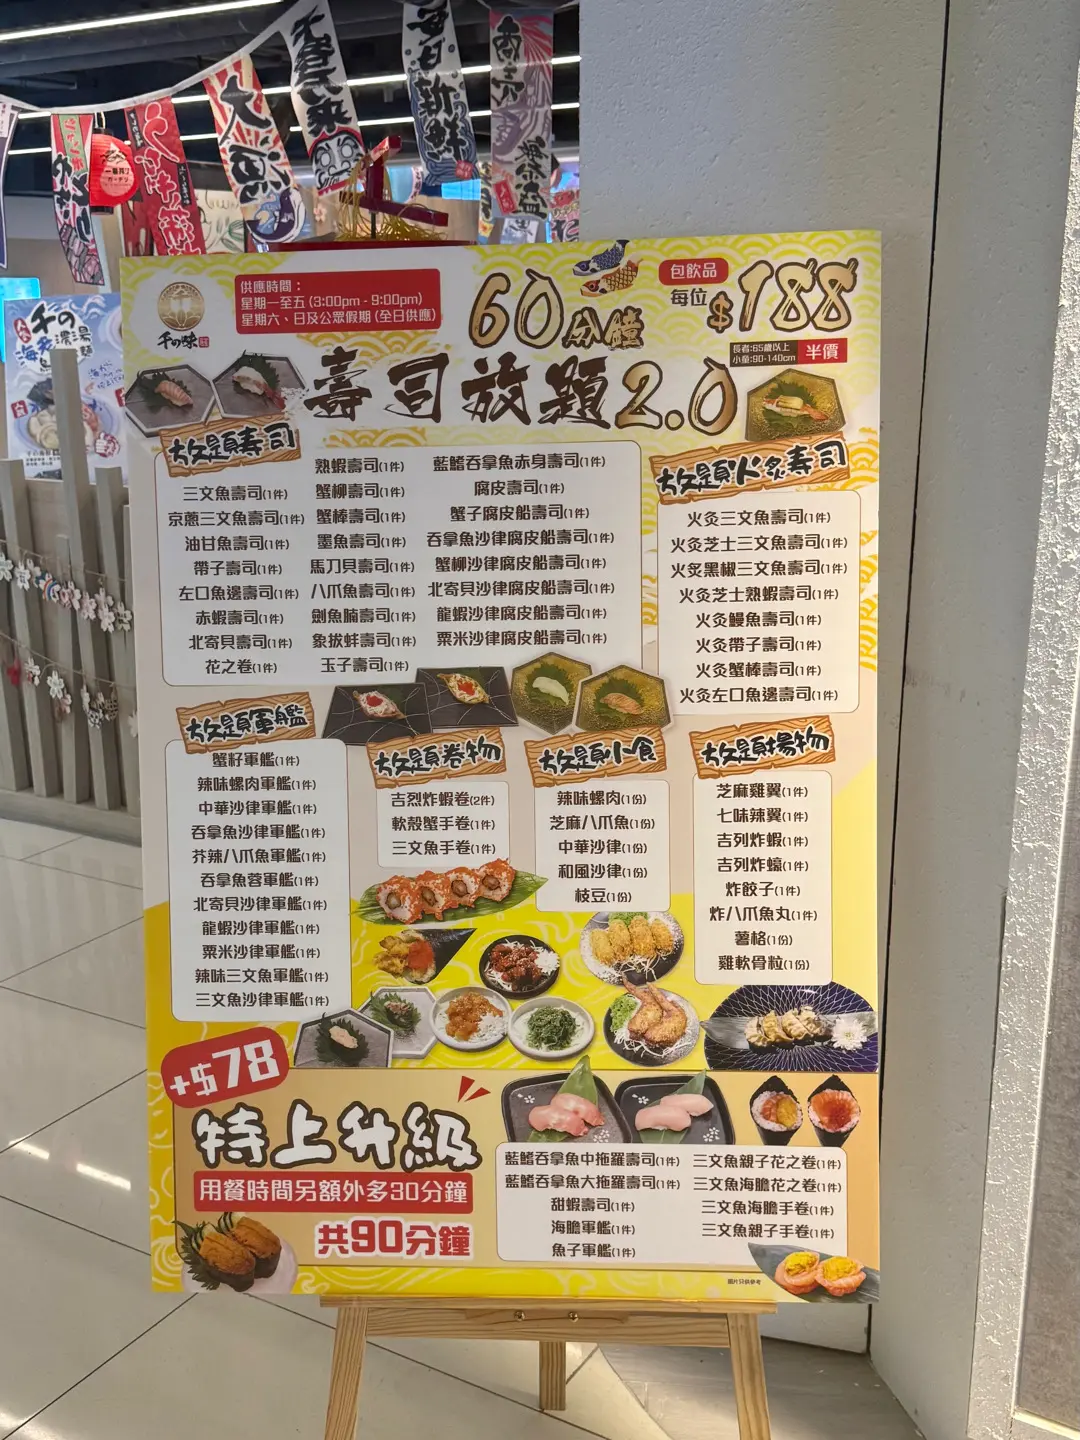 大漁
千客万来
毎日新鮮
商売繁盛
千の味
供應時間：
星期一至五 (3:00pm - 9:00pm)
星期六、日及公眾假期 (全日供應)
60分鐘
包飲品
每位$188
長者:65歲以上
小童:90-140cm
半價
壽司放題2.0
放題壽司
三文魚壽司(1件)
京蔥三文魚壽司(1件)
油甘魚壽司(1件)
帶子壽司(1件)
左口魚邊壽司(1件)
赤蝦壽司(1件)
北寄貝壽司(1件)
花之卷(1件)
熟蝦壽司(1件)
蟹柳壽司(1件)
蟹棒壽司(1件)
墨魚壽司(1件)
馬刀貝壽司(1件)
八爪魚壽司(1件)
劍魚腩壽司(1件)
象拔蚌壽司(1件)
玉子壽司(1件)
藍鰭吞拿魚赤身壽司(1件)
腐皮壽司(1件)
蟹子腐皮船壽司(1件)
吞拿魚沙律腐皮船壽司(1件)
蟹柳沙律腐皮船壽司(1件)
北寄貝沙律腐皮船壽司(1件)
龍蝦沙律腐皮船壽司(1件)
粟米沙律腐皮船壽司(1件)
放題火炙壽司
火灸三文魚壽司(1件)
火灸芝士三文魚壽司(1件)
火炙黑椒三文魚壽司(1件)
火灸芝士熟蝦壽司(1件)
火灸鰻魚壽司(1件)
火灸帶子壽司(1件)
火灸蟹棒壽司(1件)
火灸左口魚邊壽司(1件)
放題軍艦
蟹籽軍艦(1件)
辣味螺肉軍艦(1件)
中華沙律軍艦(1件)
吞拿魚沙律軍艦(1件)
芥辣八爪魚軍艦(1件)
吞拿魚蓉軍艦(1件)
北寄貝沙律軍艦(1件)
龍蝦沙律軍艦(1件)
粟米沙律軍艦(1件)
辣味三文魚軍艦(1件)
三文魚沙律軍艦(1件)
放題卷物
吉烈炸蝦卷(2件)
軟殼蟹手卷(1件)
三文魚手卷(1件)
放題小食
辣味螺肉(1份)
芝麻八爪魚(1份)
中華沙律(1份)
和風沙律(1份)
枝豆(1份)
放題揚物
芝麻雞翼(1件)
七味辣翼(1件)
吉列炸蝦(1件)
吉列炸蠔(1件)
炸餃子(1件)
炸八爪魚丸(1件)
薯格(1份)
雞軟骨粒(1份)
+$78
特上升級
用餐時間另額外多30分鐘
共90分鐘
藍鰭吞拿魚中拖羅壽司(1件)
藍鰭吞拿魚大拖羅壽司(1件)
甜蝦壽司(1件)
海膽軍艦(1件)
魚子軍艦(1件)
三文魚親子花之卷(1件)
三文魚海膽花之卷(1件)
三文魚海膽手卷(1件)
三文魚親子手卷(1件)
圖片只供參考